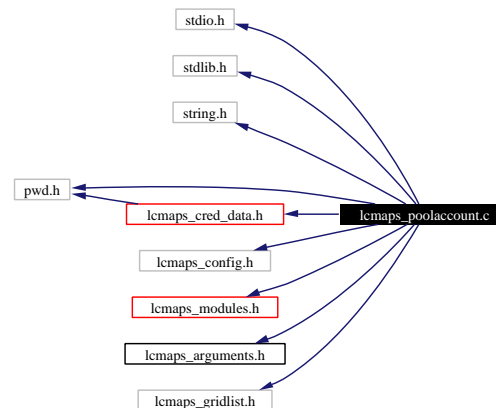 stdio.h
stdlib.h
string.h
pwd.h
lcmaps_cred_data.h
lcmaps_poolaccount.c
lcmaps_config.h
lcmaps_modules.h
lcmaps_arguments.h
lcmaps_gridlist.h